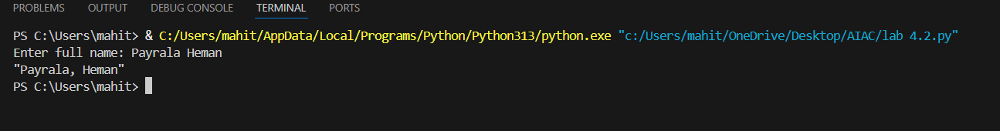 PROBLEMS OUTPUT DEBUG CONSOLE TERMINAL PORTS
PS C:\Users\mahit> & C:/Users/mahit/AppData/Local/Programs/Python/Python313/python.exe "c:/Users/mahit/OneDrive/Desktop/AIAC/lab 4.2.py"
Enter full name: Payrala Heman
"Payrala, Heman"
PS C:\Users\mahit>